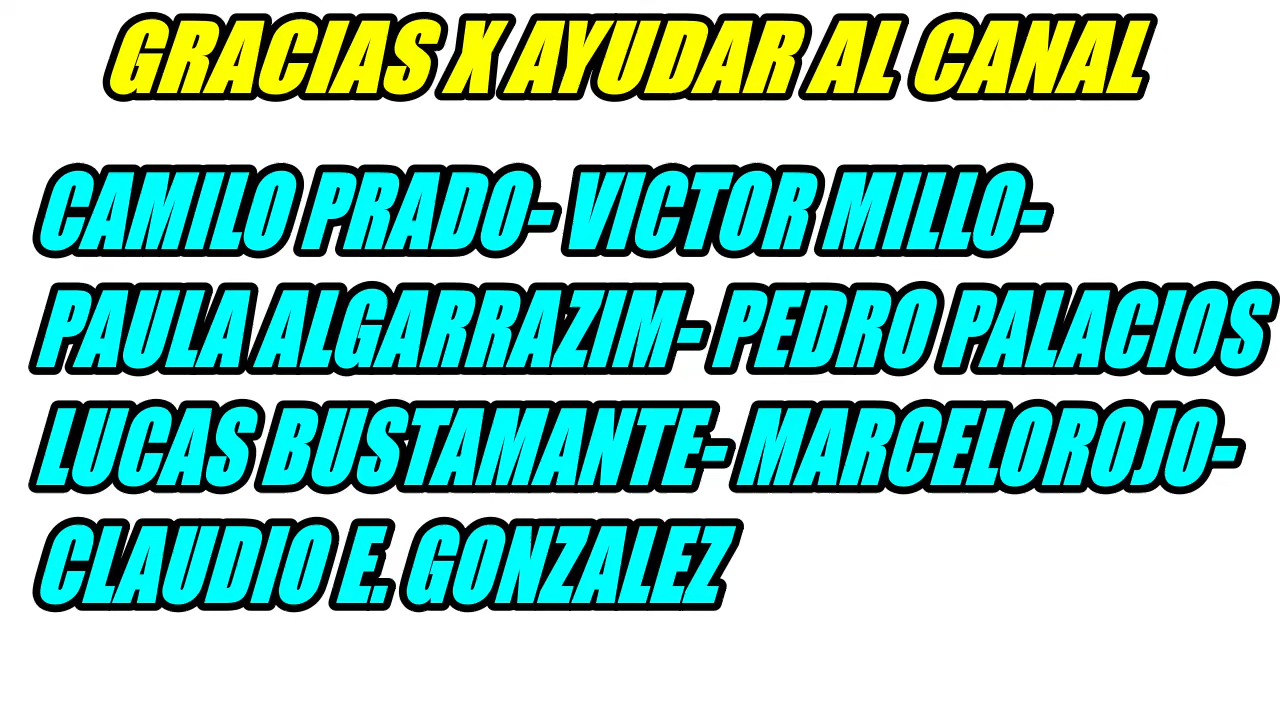 GRACIAS X AYUDAR AL CANAL
CAMILO PRADO- VICTOR MILLO-
PAULA ALGARRAZIM- PEDRO PALACIOS
LUCAS BUSTAMANTE- MARCELOROJO-
CLAUDIO E. GONZALEZ